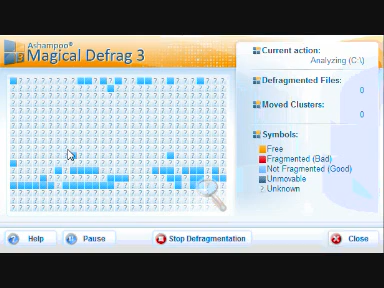 Ashampoo®
Magical Defrag 3
Current action:
Analyzing (C:\)
Defragmented Files:
0
Moved Clusters:
0
Symbols:
Free
Fragmented (Bad)
Not Fragmented (Good)
Unmovable
? Unknown
Help
Pause
Stop Defragmentation
Close